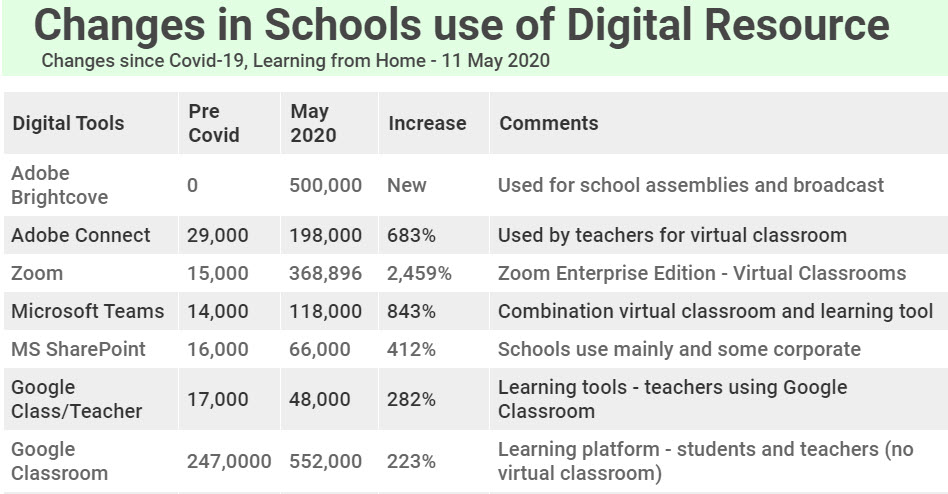 Changes in Schools use of Digital Resource
Changes since Covid-19, Learning from Home - 11 May 2020
Digital Tools Pre Covid May 2020 Increase Comments
Adobe Brightcove 0 500,000 New Used for school assemblies and broadcast
Adobe Connect 29,000 198,000 683% Used by teachers for virtual classroom
Zoom 15,000 368,896 2,459% Zoom Enterprise Edition - Virtual Classrooms
Microsoft Teams 14,000 118,000 843% Combination virtual classroom and learning tool
MS SharePoint 16,000 66,000 412% Schools use mainly and some corporate
Google Class/Teacher 17,000 48,000 282% Learning tools - teachers using Google Classroom
Google Classroom 247,0000 552,000 223% Learning platform - students and teachers (no virtual classroom)